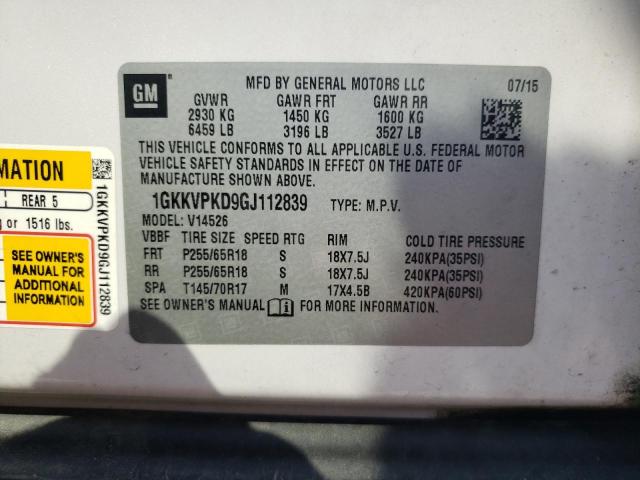 GM
MFD BY GENERAL MOTORS LLC
07/15
GVWR GAWR FRT GAWR RR
2930 KG 1450 KG 1600 KG
6459 LB 3196 LB 3527 LB
THIS VEHICLE CONFORMS TO ALL APPLICABLE U.S. FEDERAL MOTOR
VEHICLE SAFETY STANDARDS IN EFFECT ON THE DATE OF
MANUFACTURE SHOWN ABOVE.
1GKKVPKD9GJ112839 TYPE: M.P.V.
MODEL: V14526
VBBF TIRE SIZE SPEED RTG RIM COLD TIRE PRESSURE
FRT P255/65R18 S 18X7.5J 240KPA(35PSI)
RR P255/65R18 S 18X7.5J 240KPA(35PSI)
SPA T145/70R17 M 17X4.5B 420KPA(60PSI)
SEE OWNER'S MANUAL FOR MORE INFORMATION.
RMATION
REAR 5
g or 1516 lbs.
SEE OWNER'S
MANUAL FOR
ADDITIONAL
INFORMATION
1GKKVPKD9GJ112839